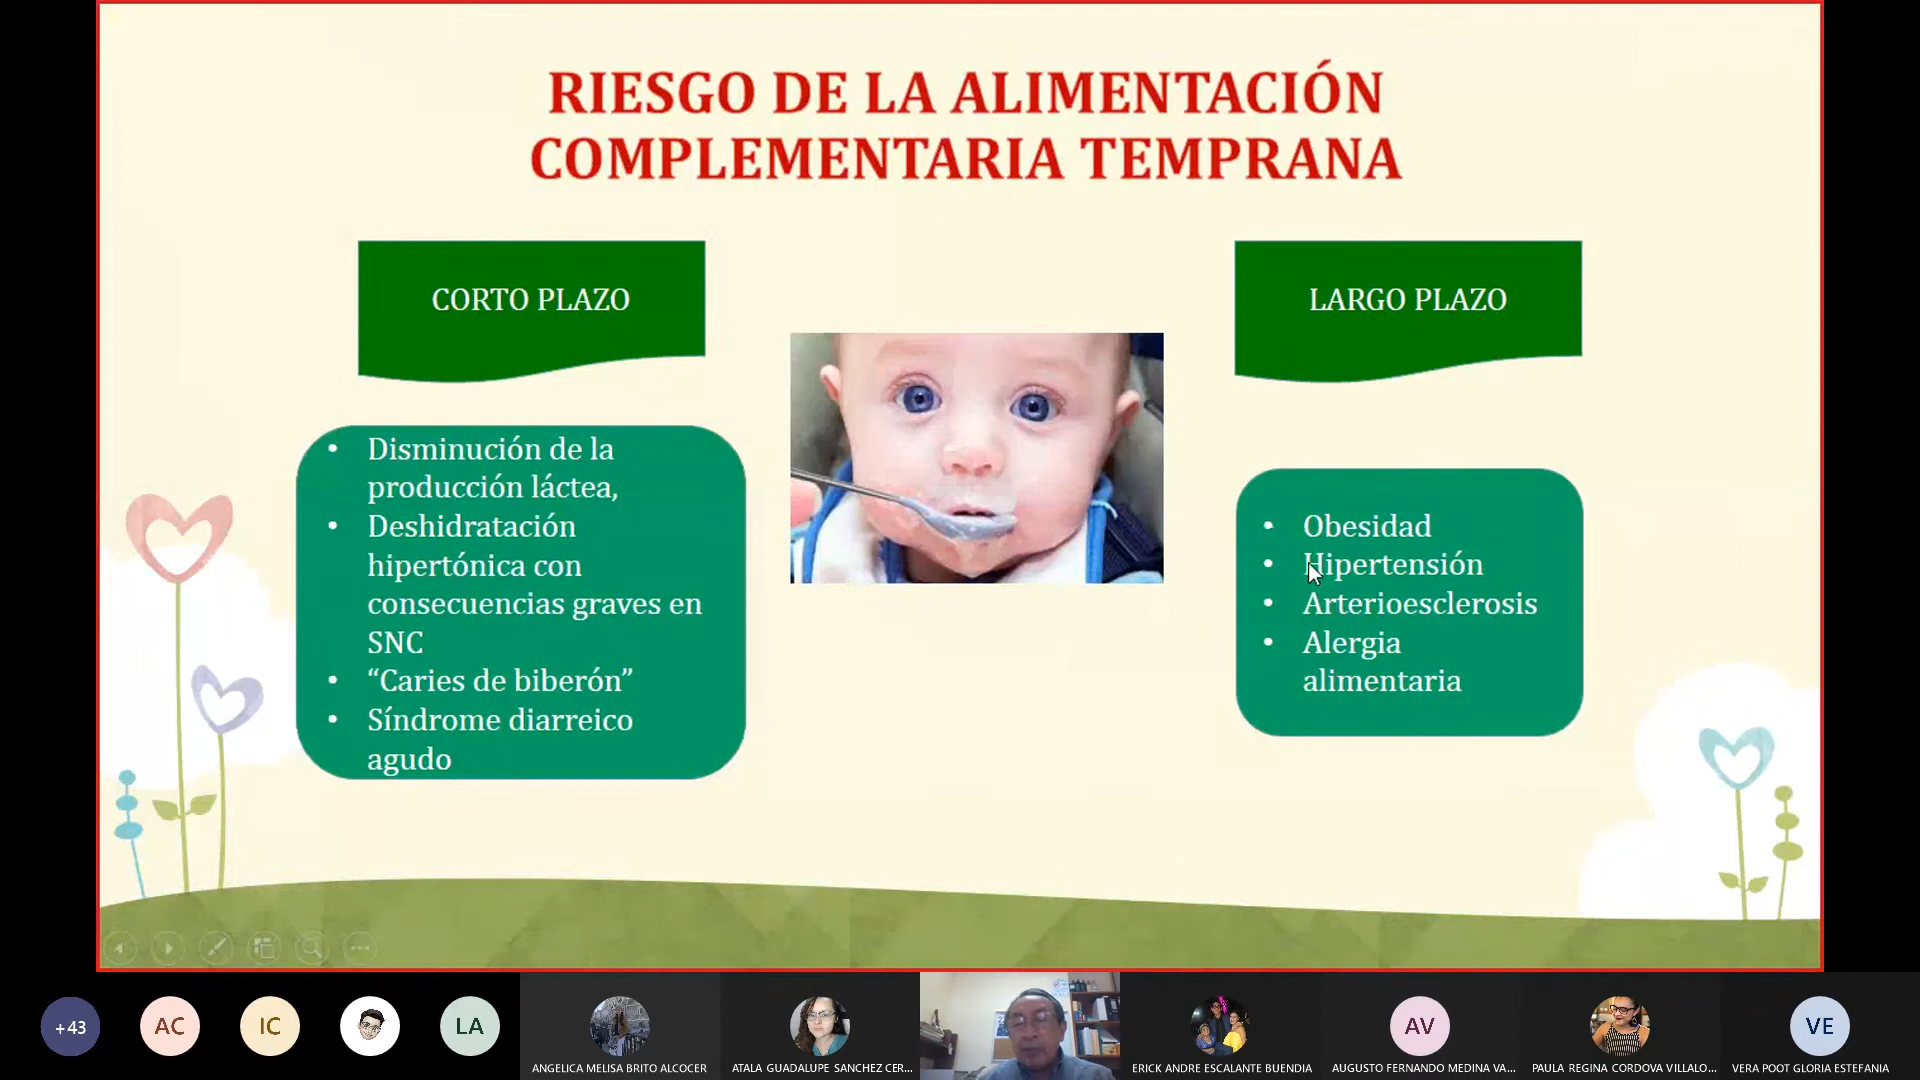 RIESGO DE LA ALIMENTACIÓN
COMPLEMENTARIA TEMPRANA
CORTO PLAZO
LARGO PLAZO
• Disminución de la
producción láctea,
• Deshidratación
hipertónica con
consecuencias graves en
SNC
• “Caries de biberón”
• Síndrome diarreico
agudo
• Obesidad
• Hipertensión
• Arterioesclerosis
• Alergia
alimentaria
+43
AC
IC
LA
AV
VE
ANGELICA MELISA BRITO ALCOCER
ATALA GUADALUPE SANCHEZ CER...
ERICK ANDRE ESCALANTE BUENDIA
AUGUSTO FERNANDO MEDINA VA...
PAULA REGINA CORDOVA VILLALO...
VERA POOT GLORIA ESTEFANIA